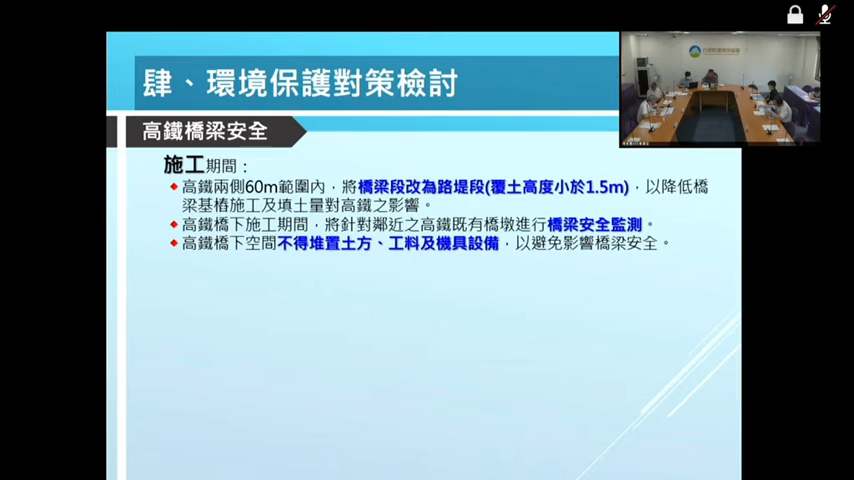 肆、環境保護對策檢討
高鐵橋梁安全
施工期間：
高鐵兩側60m範圍內，將橋梁段改為路堤段(覆土高度小於1.5m)，以降低橋
梁基樁施工及填土量對高鐵之影響。
高鐵橋下施工期間，將針對鄰近之高鐵既有橋墩進行橋梁安全監測。
高鐵橋下空間不得堆置土方、工料及機具設備，以避免影響橋梁安全。